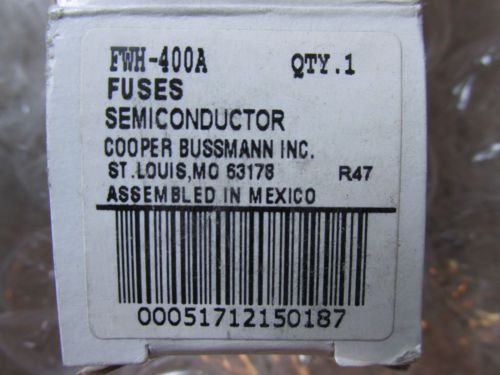 FWH-400A QTY.1
FUSES
SEMICONDUCTOR
COOPER BUSSMANN INC.
ST.LOUIS,MO 63178 R47
ASSEMBLED IN MEXICO
00051712150187